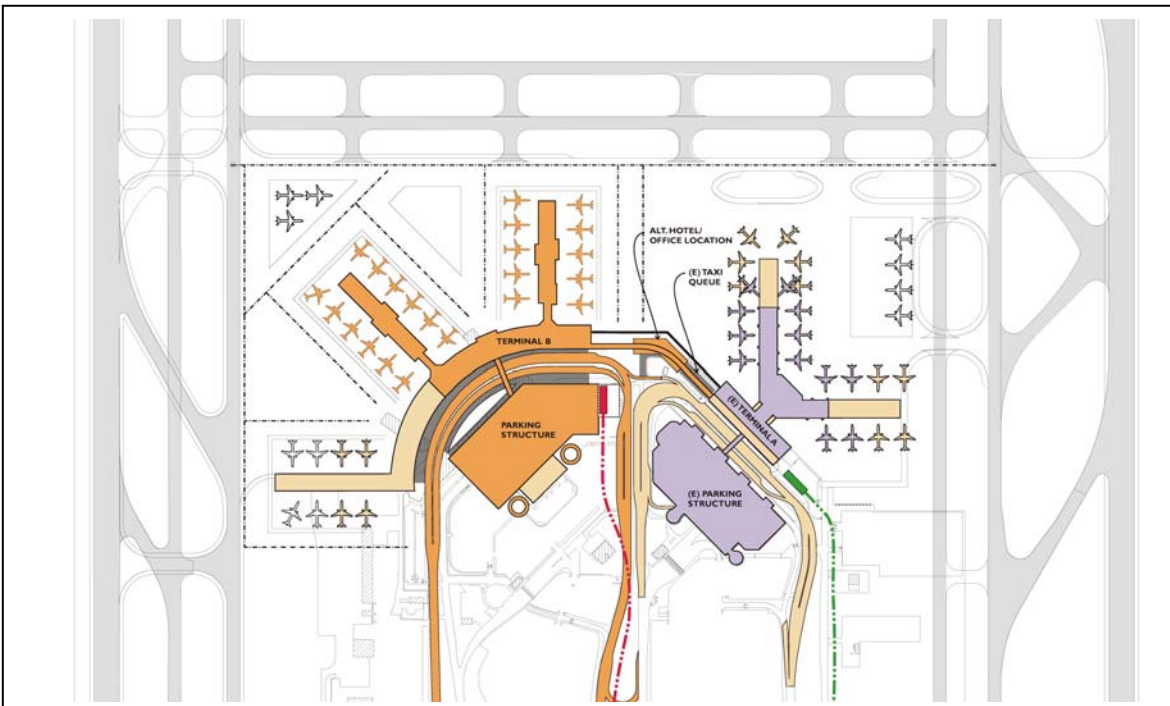 ALT. HOTEL/
OFFICE LOCATION
(E) TAXI
QUEUE
TERMINAL B
(E) TERMINAL A
PARKING
STRUCTURE
(E) PARKING
STRUCTURE